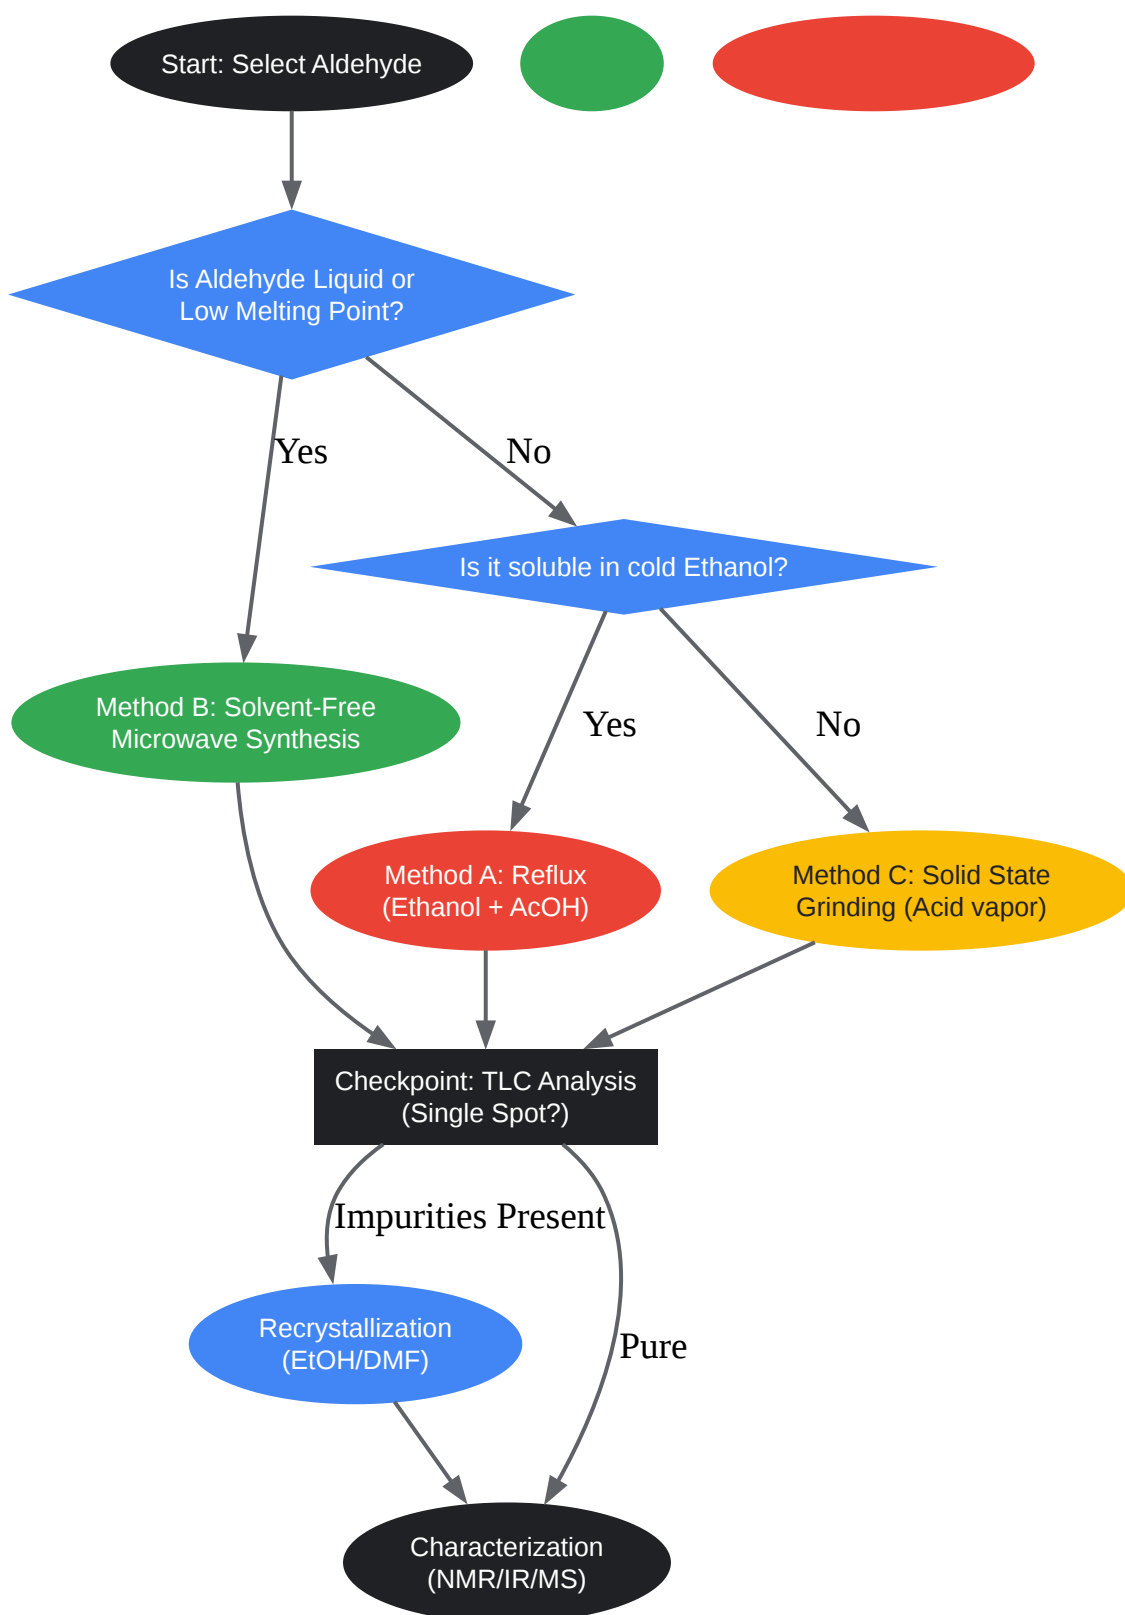 Start: Select Aldehyde
Is Aldehyde Liquid or
Low Melting Point?
Yes
No
Is it soluble in cold Ethanol?
Method B: Solvent-Free
Microwave Synthesis
Yes
No
Method A: Reflux
(Ethanol + AcOH)
Method C: Solid State
Grinding (Acid vapor)
Checkpoint: TLC Analysis
(Single Spot?)
Impurities Present
Recrystallization
(EtOH/DMF)
Pure
Characterization
(NMR/IR/MS)